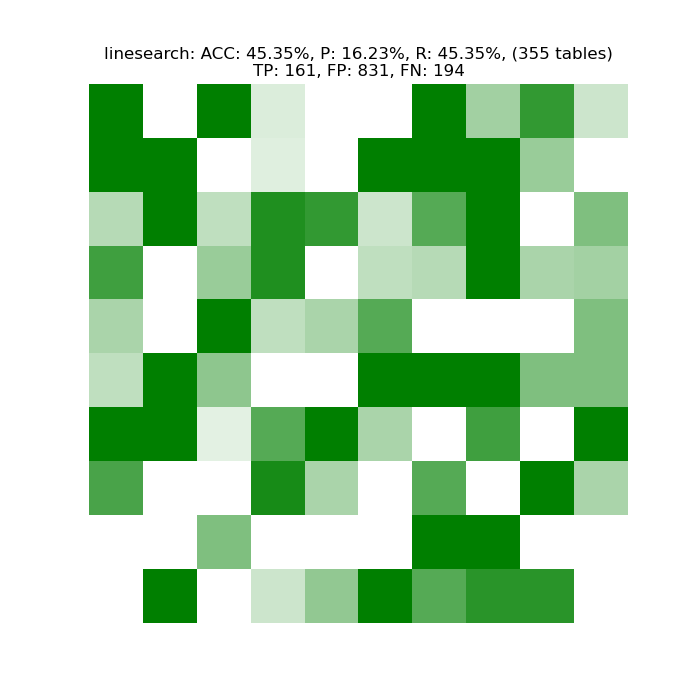 linesearch: ACC: 45.35%, P: 16.23%, R: 45.35%, (355 tables)
TP: 161, FP: 831, FN: 194